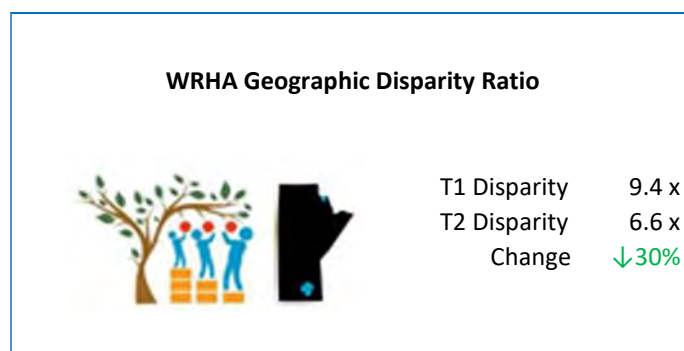 WRHA Geographic Disparity Ratio
T1 Disparity 9.4 x
T2 Disparity 6.6 x
Change ↓30%